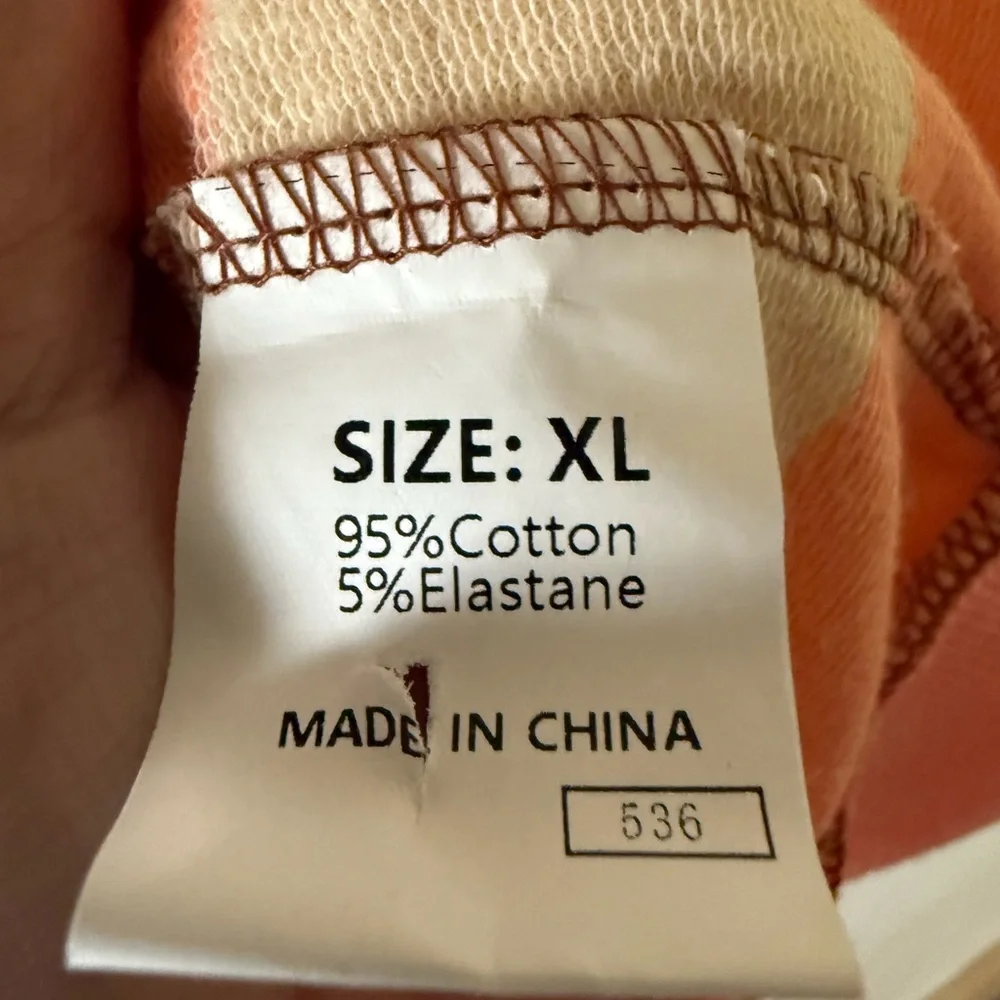 SIZE: XL
95%Cotton
5%Elastane
MADE IN CHINA
536